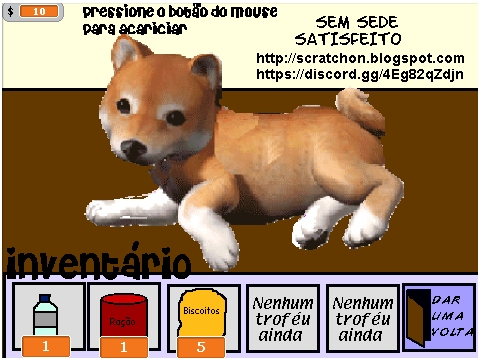 $ 10
Pressione o botão do mouse
para acariciar
SEM SEDE
SATISFEITO
http://scratchon.blogspot.com
https://discord.gg/4Eg82qZdjn
inventário
Ração
Biscoitos
1
1
5
Nenhum
troféu
ainda
Nenhum
troféu
ainda
DAR
UMA
VOLTA